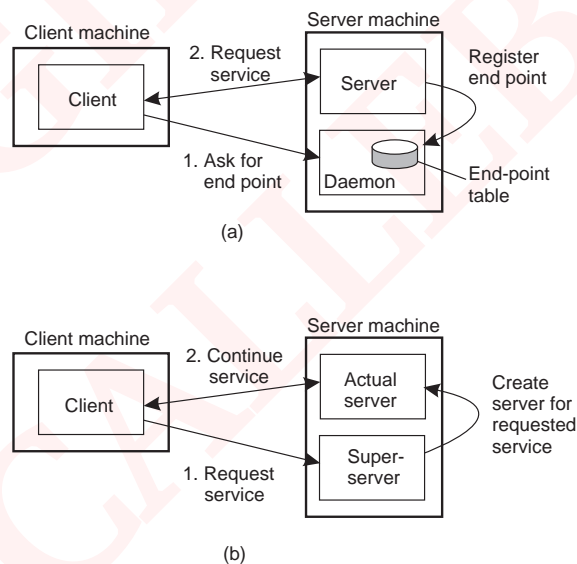 Client machine
Server machine
2. Request
service
Register
end point
Client
Server
1. Ask for
end point
Daemon
End-point
table
(a)
Client machine
Server machine
2. Continue
service
Client
Actual
server
Create
server for
requested
service
1. Request
service
Super-
server
(b)